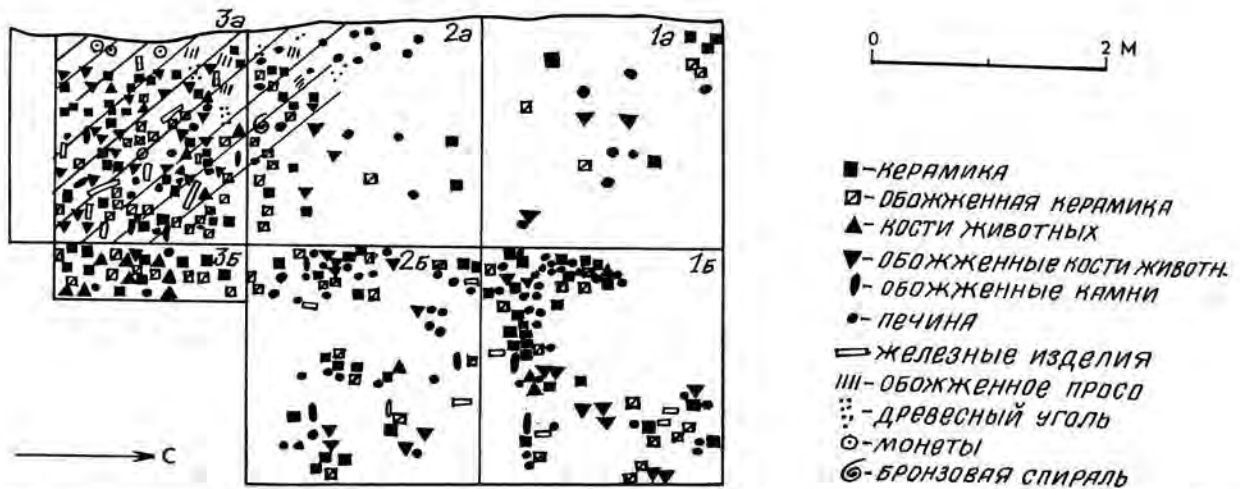 3а
2а
1а
0 2 М
3б
2б
1б
С
■-КЕРАМИКА
-ОБОЖЖЕННАЯ КЕРАМИКА
▲-КОСТИ ЖИВОТНЫХ
▼-ОБОЖЖЕННЫЕ КОСТИ ЖИВОТН.
-ОБОЖЖЕННЫЕ КАМНИ
-ПЕЧИНА
-ЖЕЛЕЗНЫЕ ИЗДЕЛИЯ
-ОБОЖЖЕННОЕ ПРОСО
-ДРЕВЕСНЫЙ УГОЛЬ
-МОНЕТЫ
-БРОНЗОВАЯ СПИРАЛЬ